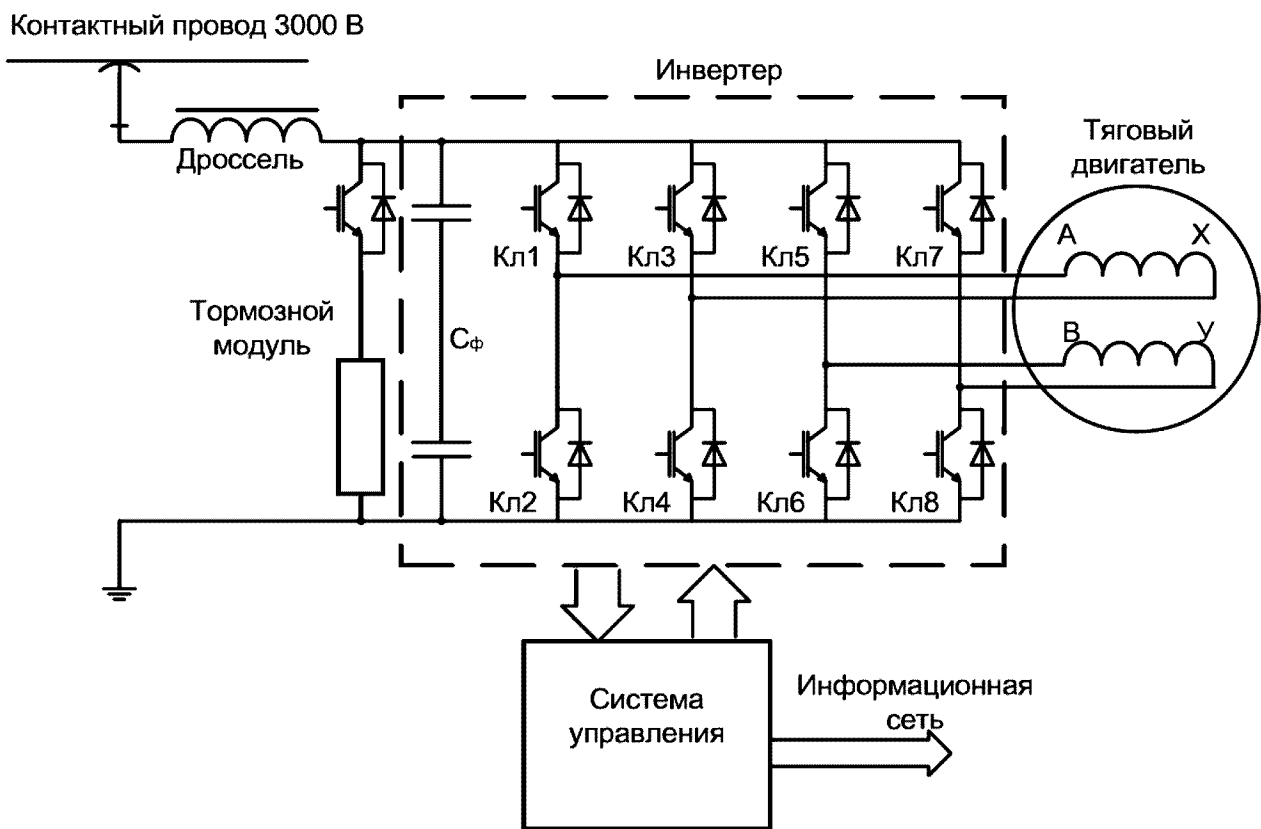 Контактный провод 3000 В
Инвертер
Тяговый
двигатель
Дроссель
А
Х
Кл1
Кл3
Кл5
Кл7
Тормозной
модуль
Сф
В
У
Кл2
Кл4
Кл6
Кл8
Система
управления
Информационная
сеть